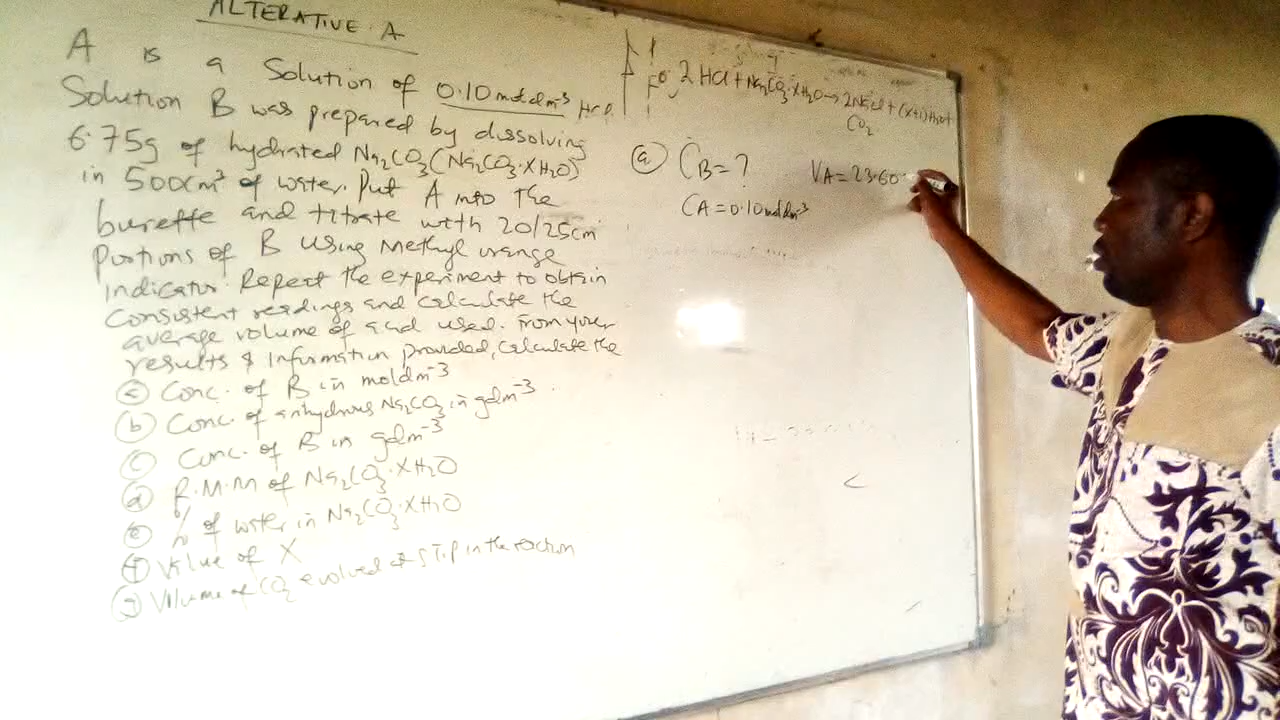 ALTERATIVE A
A is a Solution of 0.10moldm⁻³ HCl.
Solution B was prepared by dissolving
6.75g of hydrated Na₂CO₃(Na₂CO₃.XH₂O)
in 500cm³ of water. Put A into the
burette and titrate with 20/25cm
Portions of B Using Methyl orange
indicator. Repeat the experiment to obtain
Consistent readings and calculate the
average volume of acid used. From your
results & Information provided, calculate the
(a) Conc. of B in moldm⁻³
(b) Conc. of anhydrous Na₂CO₃ in gdm⁻³.
(c) Conc. of B in gdm⁻³
(d) R.M.M of Na₂CO₃.XH₂O
(e) % of water in Na₂CO₃.XH₂O
(f) Value of X
(g) Volume of CO₂ evolved at S.T.P in the reaction
2HCl + Na₂CO₃.XH₂O → 2NaCl + (X+1)H₂O +
CO₂
(a) CB = ?
VA = 23.60
CA = 0.10moldm⁻³